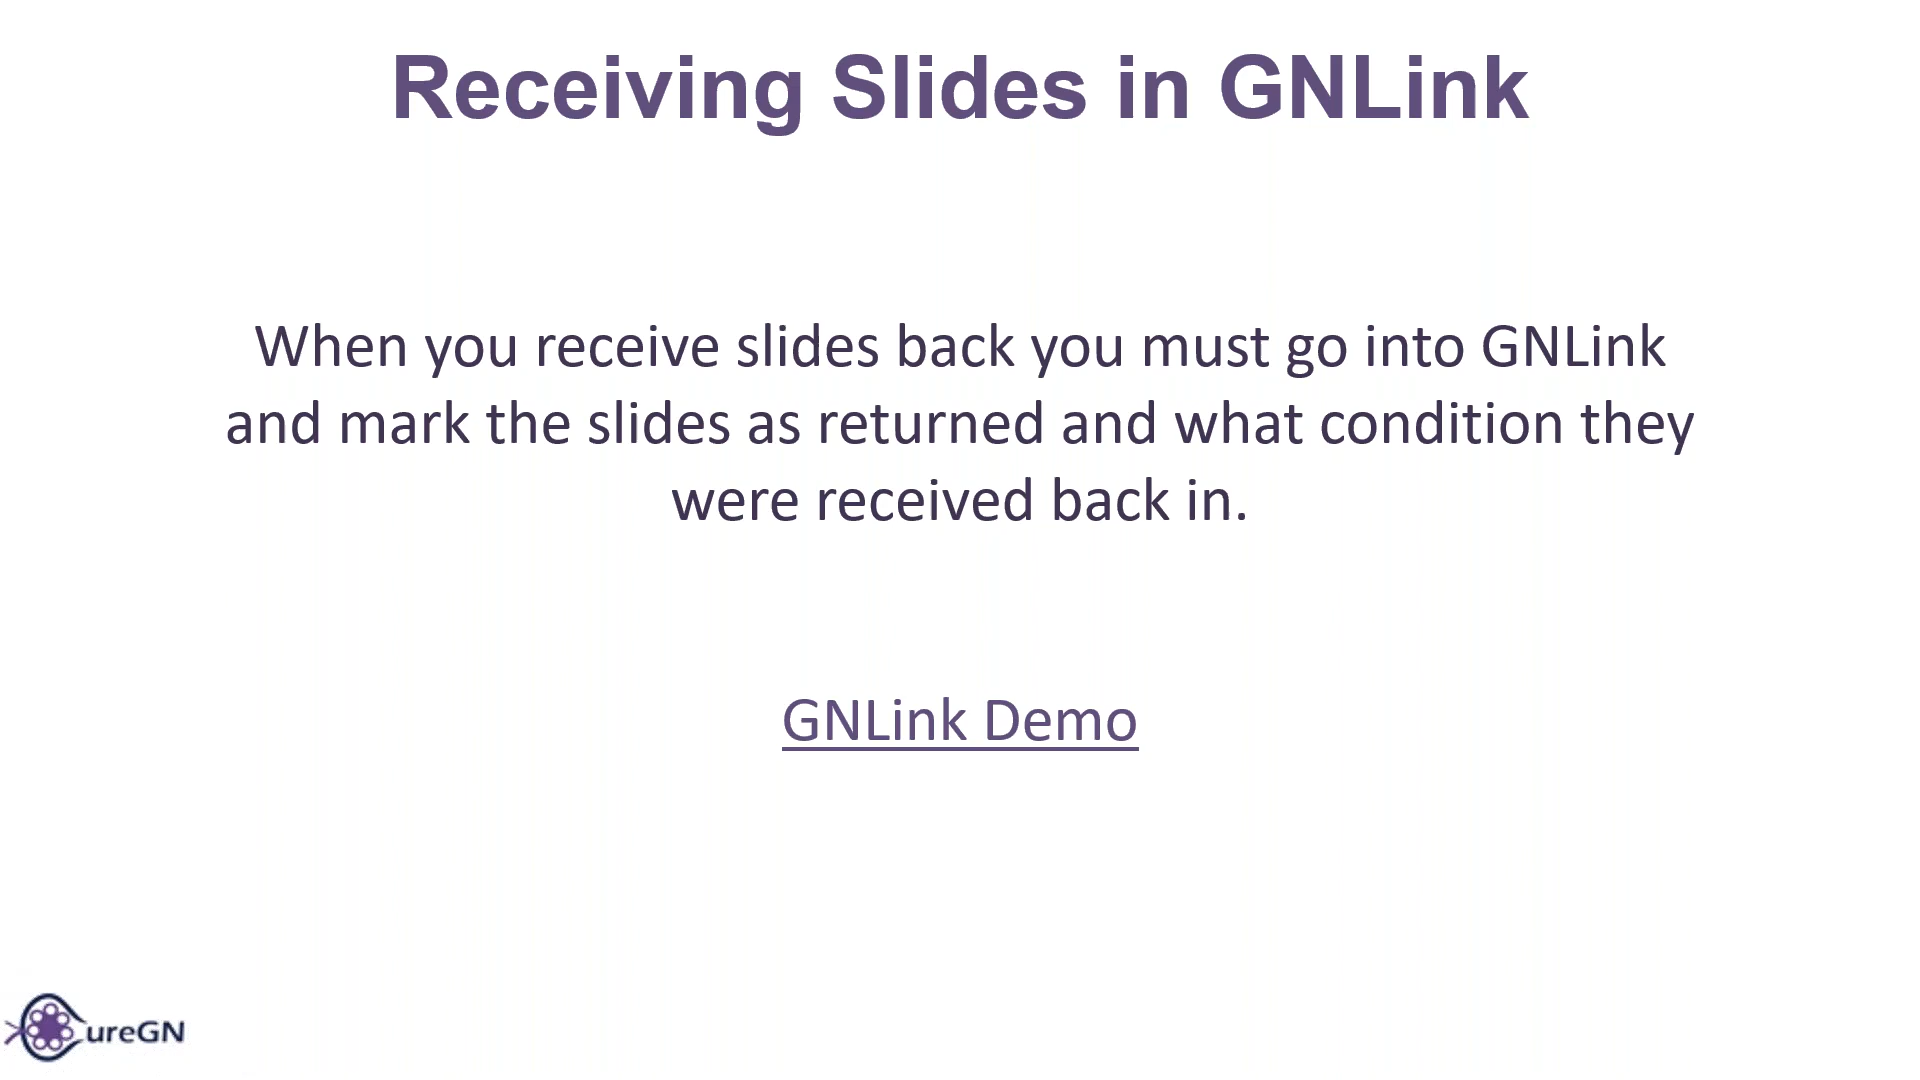 Receiving Slides in GNLink
When you receive slides back you must go into GNLink
and mark the slides as returned and what condition they
were received back in.
GNLink Demo
CureGN